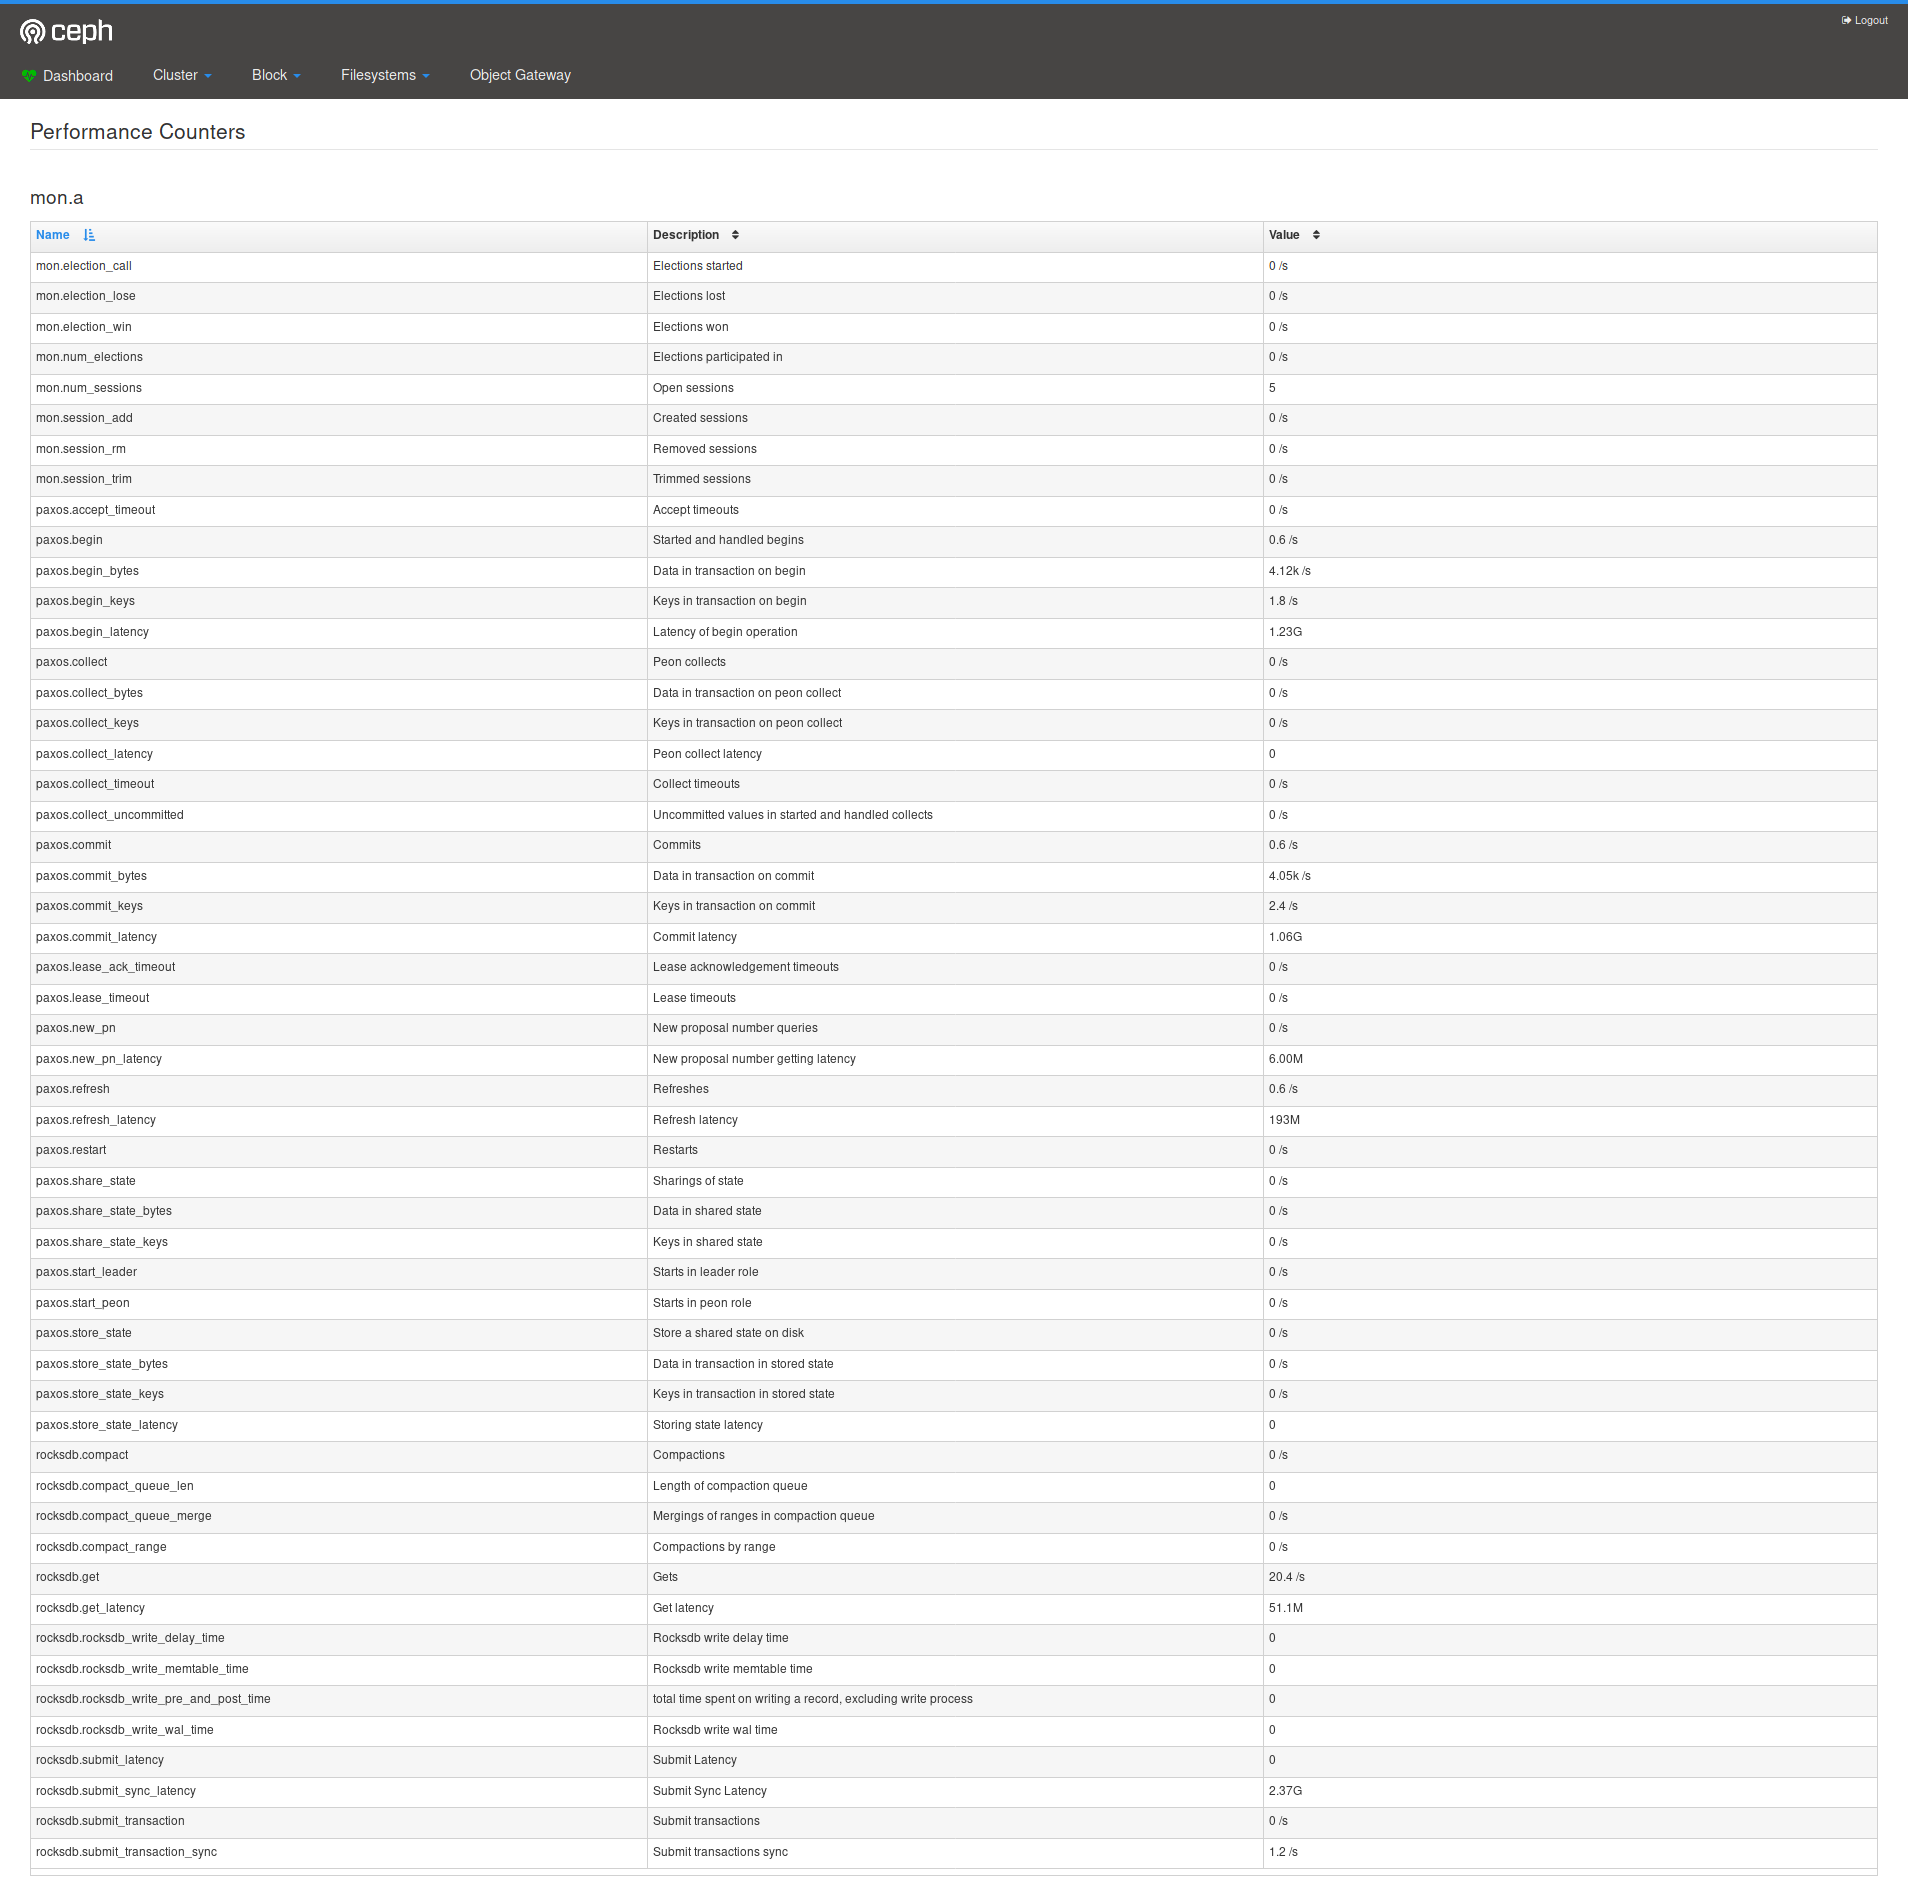 ceph
Logout
Dashboard Cluster Block Filesystems Object Gateway
Performance Counters
mon.a
Name Description Value
mon.election_call Elections started 0 /s
mon.election_lose Elections lost 0 /s
mon.election_win Elections won 0 /s
mon.num_elections Elections participated in 0 /s
mon.num_sessions Open sessions 5
mon.session_add Created sessions 0 /s
mon.session_rm Removed sessions 0 /s
mon.session_trim Trimmed sessions 0 /s
paxos.accept_timeout Accept timeouts 0 /s
paxos.begin Started and handled begins 0.6 /s
paxos.begin_bytes Data in transaction on begin 4.12k /s
paxos.begin_keys Keys in transaction on begin 1.8 /s
paxos.begin_latency Latency of begin operation 1.23G
paxos.collect Peon collects 0 /s
paxos.collect_bytes Data in transaction on peon collect 0 /s
paxos.collect_keys Keys in transaction on peon collect 0 /s
paxos.collect_latency Peon collect latency 0
paxos.collect_timeout Collect timeouts 0 /s
paxos.collect_uncommitted Uncommitted values in started and handled collects 0 /s
paxos.commit Commits 0.6 /s
paxos.commit_bytes Data in transaction on commit 4.05k /s
paxos.commit_keys Keys in transaction on commit 2.4 /s
paxos.commit_latency Commit latency 1.06G
paxos.lease_ack_timeout Lease acknowledgement timeouts 0 /s
paxos.lease_timeout Lease timeouts 0 /s
paxos.new_pn New proposal number queries 0 /s
paxos.new_pn_latency New proposal number getting latency 6.00M
paxos.refresh Refreshes 0.6 /s
paxos.refresh_latency Refresh latency 193M
paxos.restart Restarts 0 /s
paxos.share_state Sharings of state 0 /s
paxos.share_state_bytes Data in shared state 0 /s
paxos.share_state_keys Keys in shared state 0 /s
paxos.start_leader Starts in leader role 0 /s
paxos.start_peon Starts in peon role 0 /s
paxos.store_state Store a shared state on disk 0 /s
paxos.store_state_bytes Data in transaction in stored state 0 /s
paxos.store_state_keys Keys in transaction in stored state 0 /s
paxos.store_state_latency Storing state latency 0
rocksdb.compact Compactions 0 /s
rocksdb.compact_queue_len Length of compaction queue 0
rocksdb.compact_queue_merge Mergings of ranges in compaction queue 0 /s
rocksdb.compact_range Compactions by range 0 /s
rocksdb.get Gets 20.4 /s
rocksdb.get_latency Get latency 51.1M
rocksdb.rocksdb_write_delay_time Rocksdb write delay time 0
rocksdb.rocksdb_write_memtable_time Rocksdb write memtable time 0
rocksdb.rocksdb_write_pre_and_post_time total time spent on writing a record, excluding write process 0
rocksdb.rocksdb_write_wal_time Rocksdb write wal time 0
rocksdb.submit_latency Submit Latency 0
rocksdb.submit_sync_latency Submit Sync Latency 2.37G
rocksdb.submit_transaction Submit transactions 0 /s
rocksdb.submit_transaction_sync Submit transactions sync 1.2 /s